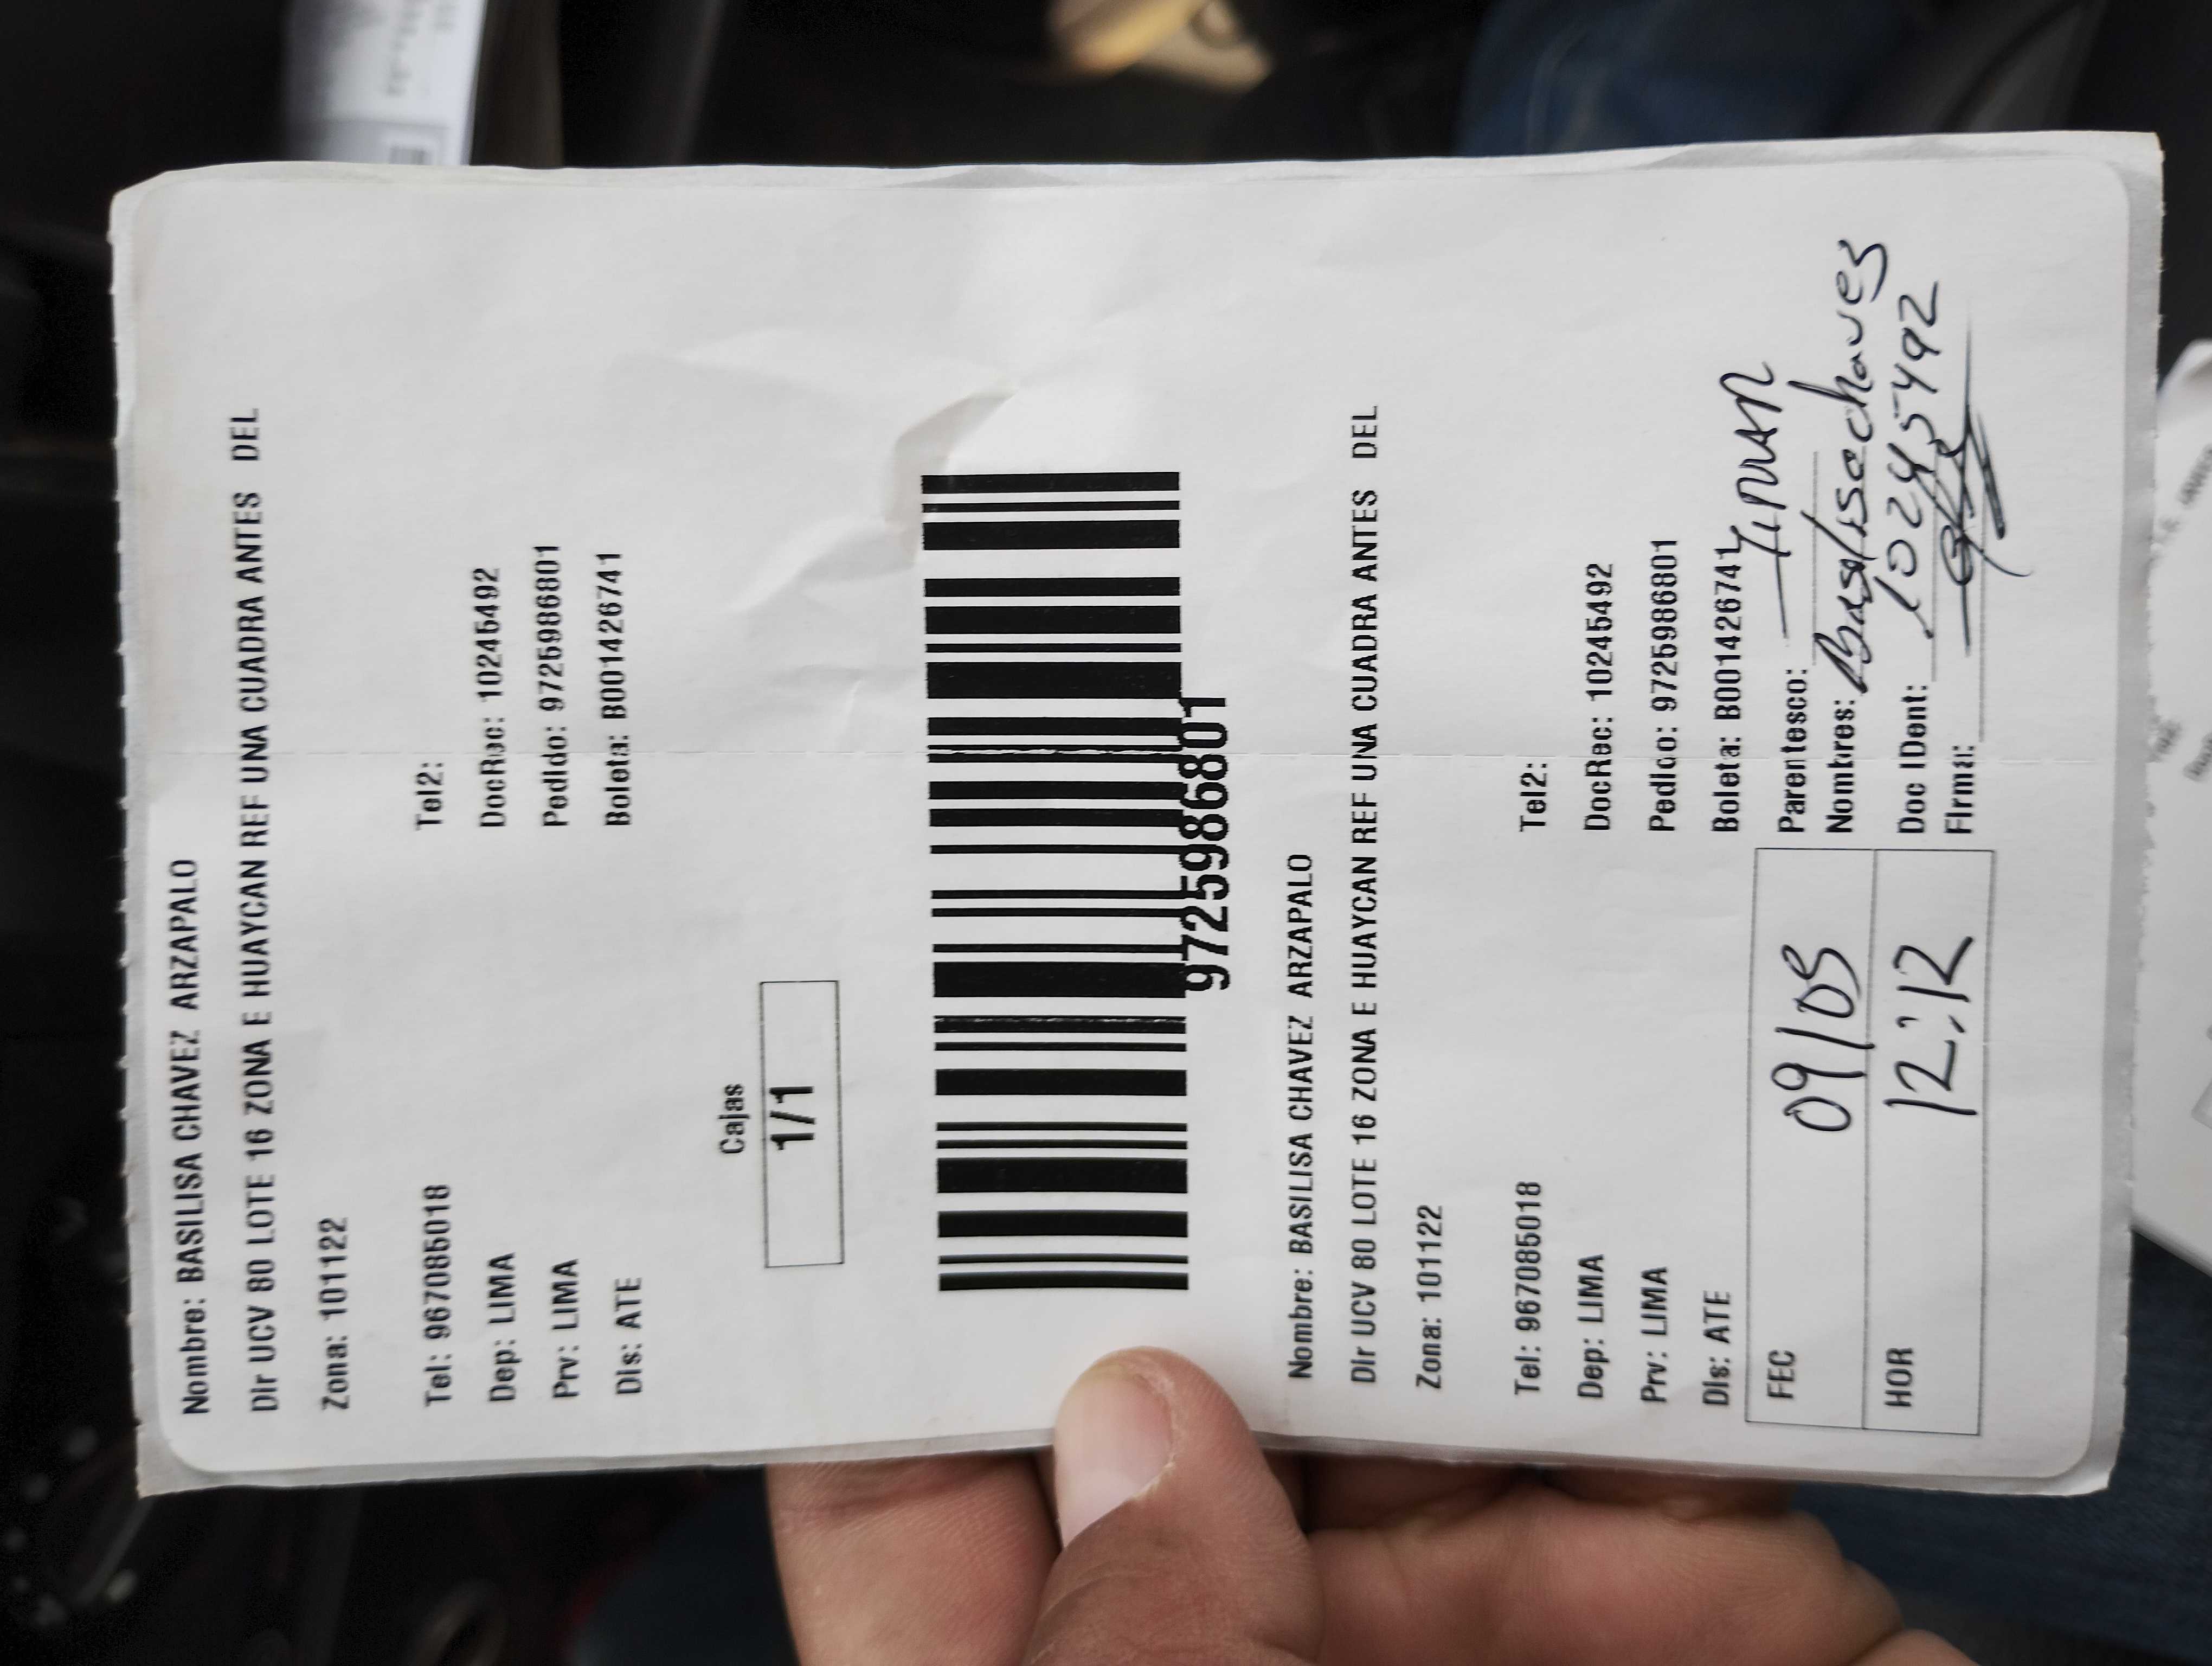 Nombre: BASILISA CHAVEZ ARZAPALO
Dir UCV 80 LOTE 16 ZONA E HUAYCAN REF UNA CUADRA ANTES DEL
Zona: 101122
Tel: 967085018 Tel2:
Dep: LIMA DocRec: 10245492
Prv: LIMA Pedido: 9725986801
Dis: ATE Boleta: B001426741
Cajas
1/1
9725986801
Nombre: BASILISA CHAVEZ ARZAPALO
Dir UCV 80 LOTE 16 ZONA E HUAYCAN REF UNA CUADRA ANTES DEL
Zona: 101122
Tel: 967085018 Tel2:
Dep: LIMA DocRec: 10245492
Prv: LIMA Pedido: 9725986801
Dis: ATE Boleta: B001426741
FEC 09/05 Parentesco:
Nombres: Basalisa chavez
HOR 12:12 Doc IDent: 10245492
Firma: